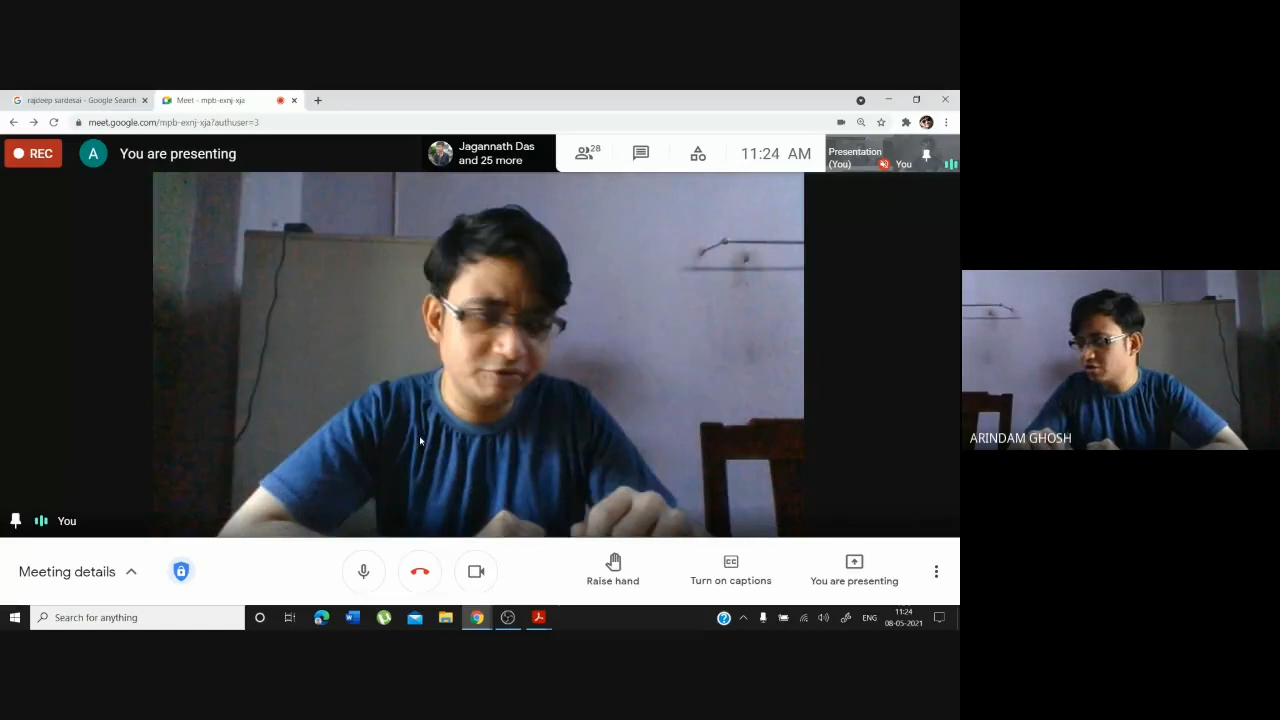 rajdeep sardesai - Google Search
Meet - mpb-exnj-xja
meet.google.com/mpb-exnj-xja?authuser=3
REC
A
You are presenting
Jagannath Das
and 25 more
28
11:24 AM
Presentation
(You)
You
You
ARINDAM GHOSH
Meeting details
Raise hand
CC
Turn on captions
You are presenting
Search for anything
ENG
11:24
08-05-2021